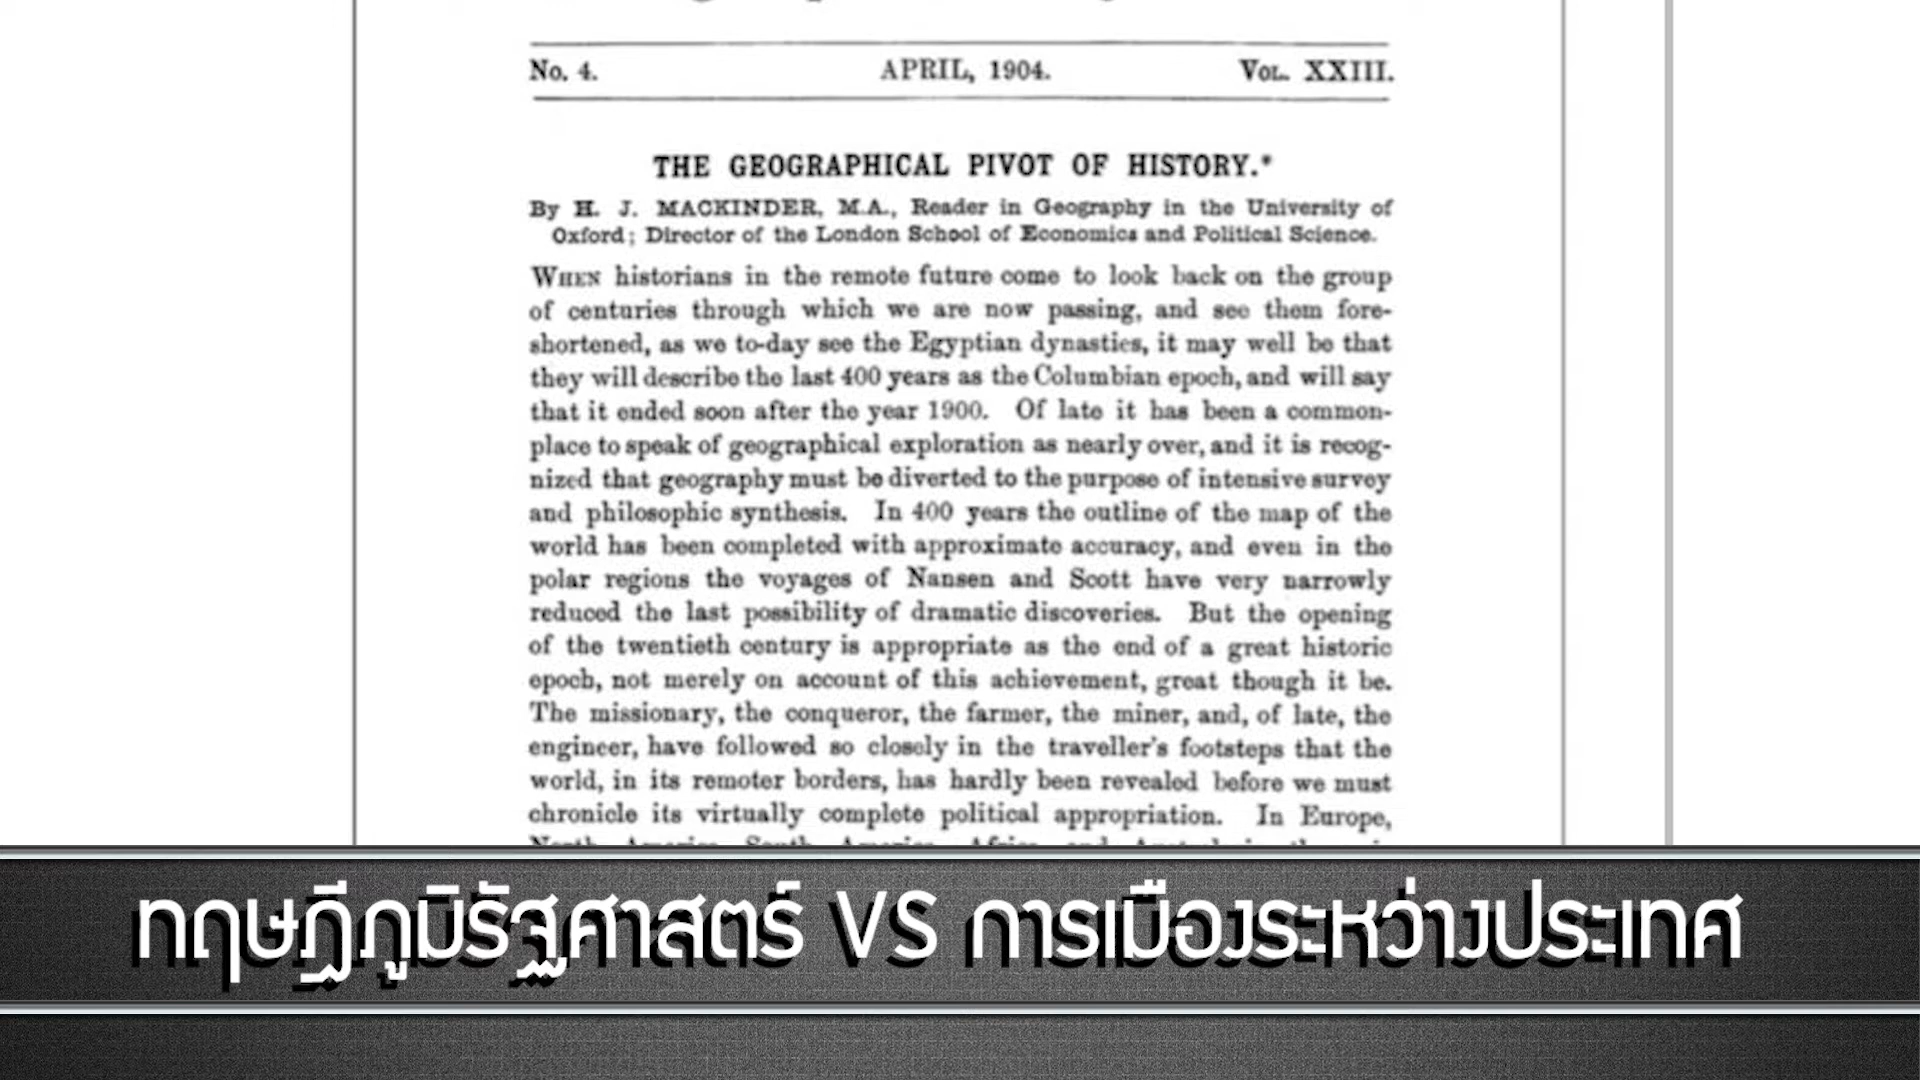 No. 4. APRIL, 1904. VOL. XXIII.
THE GEOGRAPHICAL PIVOT OF HISTORY.*
By H. J. MACKINDER, M.A., Reader in Geography in the University of
Oxford; Director of the London School of Economics and Political Science.
WHEN historians in the remote future come to look back on the group
of centuries through which we are now passing, and see them fore-
shortened, as we to-day see the Egyptian dynasties, it may well be that
they will describe the last 400 years as the Columbian epoch, and will say
that it ended soon after the year 1900. Of late it has been a common-
place to speak of geographical exploration as nearly over, and it is recog-
nized that geography must be diverted to the purpose of intensive survey
and philosophic synthesis. In 400 years the outline of the map of the
world has been completed with approximate accuracy, and even in the
polar regions the voyages of Nansen and Scott have very narrowly
reduced the last possibility of dramatic discoveries. But the opening
of the twentieth century is appropriate as the end of a great historic
epoch, not merely on account of this achievement, great though it be.
The missionary, the conqueror, the farmer, the miner, and, of late, the
engineer, have followed so closely in the traveller's footsteps that the
world, in its remoter borders, has hardly been revealed before we must
chronicle its virtually complete political appropriation. In Europe,
ทฤษฎีภูมิรัฐศาสตร์ VS การเมืองระหว่างประเทศ